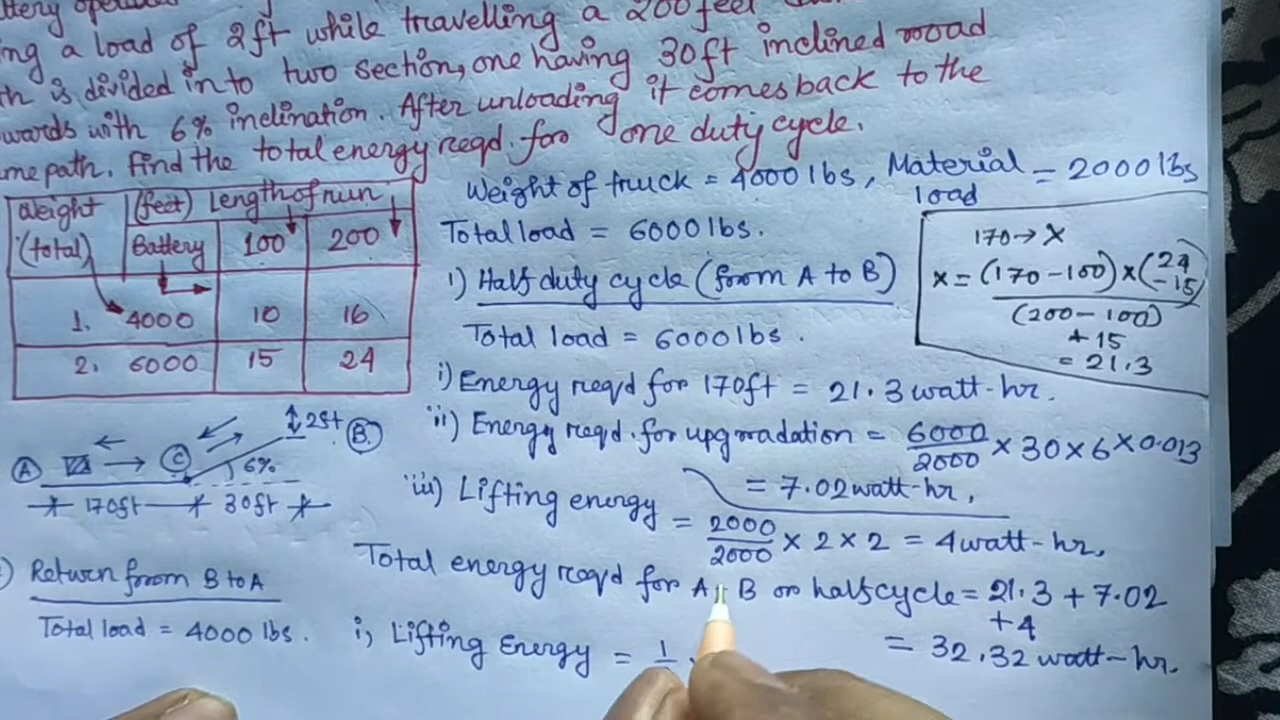 ing a load of 2ft while travelling a 200feet
th is divided in to two section, one having 30ft inclined road
wards with 6% inclination. After unloading it comes back to the
me path. Find the total energy reqd. for one duty cycle.
Weight (total)
(feet) Length of run
Battery 100 200
1. 4000 10 16
2. 6000 15 24
A C B
2ft
6%
170ft 30ft
Weight of truck = 4000 lbs, Material load = 2000 lbs
Total load = 6000 lbs.
1) Half duty cycle (from A to B)
Total load = 6000 lbs.
170 → X
X = (170-100) × (24-15)
(200-100)
+ 15
= 21.3
i) Energy reqd for 170ft = 21.3 watt-hr.
ii) Energy reqd. for upgradation = 6000/2000 × 30 × 6 × 0.013
= 7.02 watt-hr,
iii) Lifting energy = 2000/2000 × 2 × 2 = 4 watt-hr,
Total energy reqd for A B or half cycle = 21.3 + 7.02
+ 4
= 32.32 watt-hr.
) Return from B to A
Total load = 4000 lbs.
i, Lifting Energy = 1